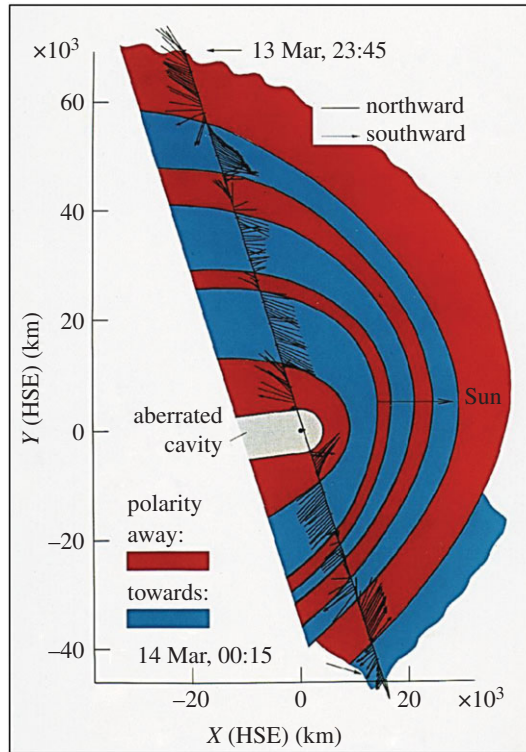 ×10³
13 Mar, 23:45
60
northward
southward
40
20
Sun
aberrated
cavity
0
polarity
away:
−20
towards:
14 Mar, 00:15
−40
−20
0
20
×10³
X (HSE) (km)
Y (HSE) (km)